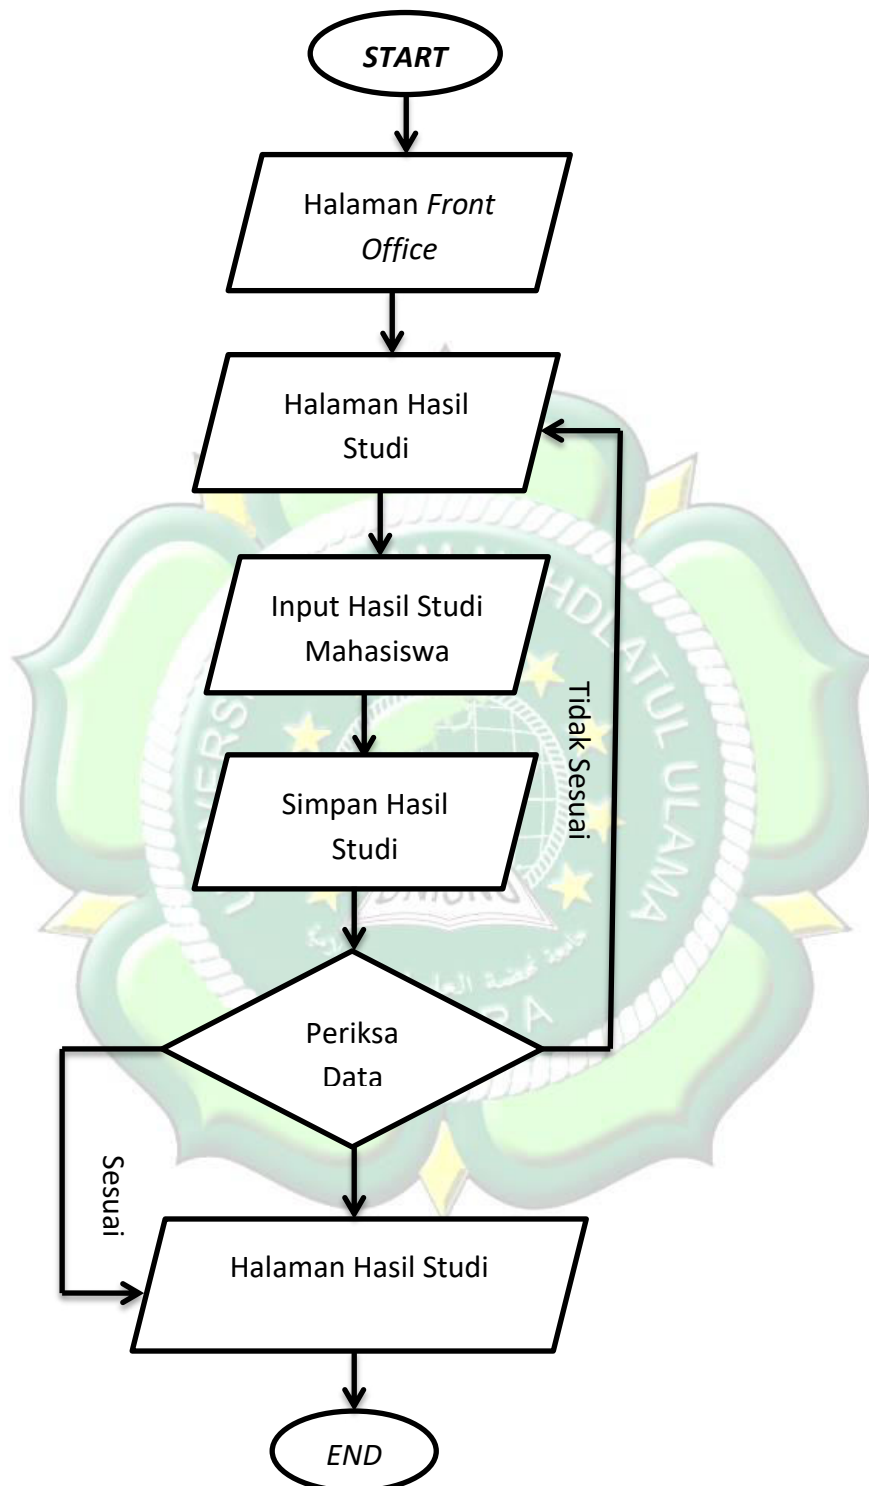 START
Halaman Front
Office
Halaman Hasil
Studi
Input Hasil Studi
Mahasiswa
Tidak Sesuai
Simpan Hasil
Studi
Periksa
Data
Sesuai
Halaman Hasil Studi
END
ULAMA